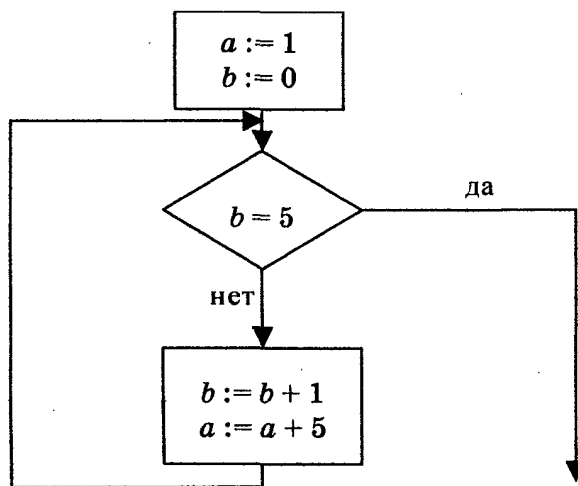 a := 1
b := 0
b = 5
да
нет
b := b + 1
a := a + 5